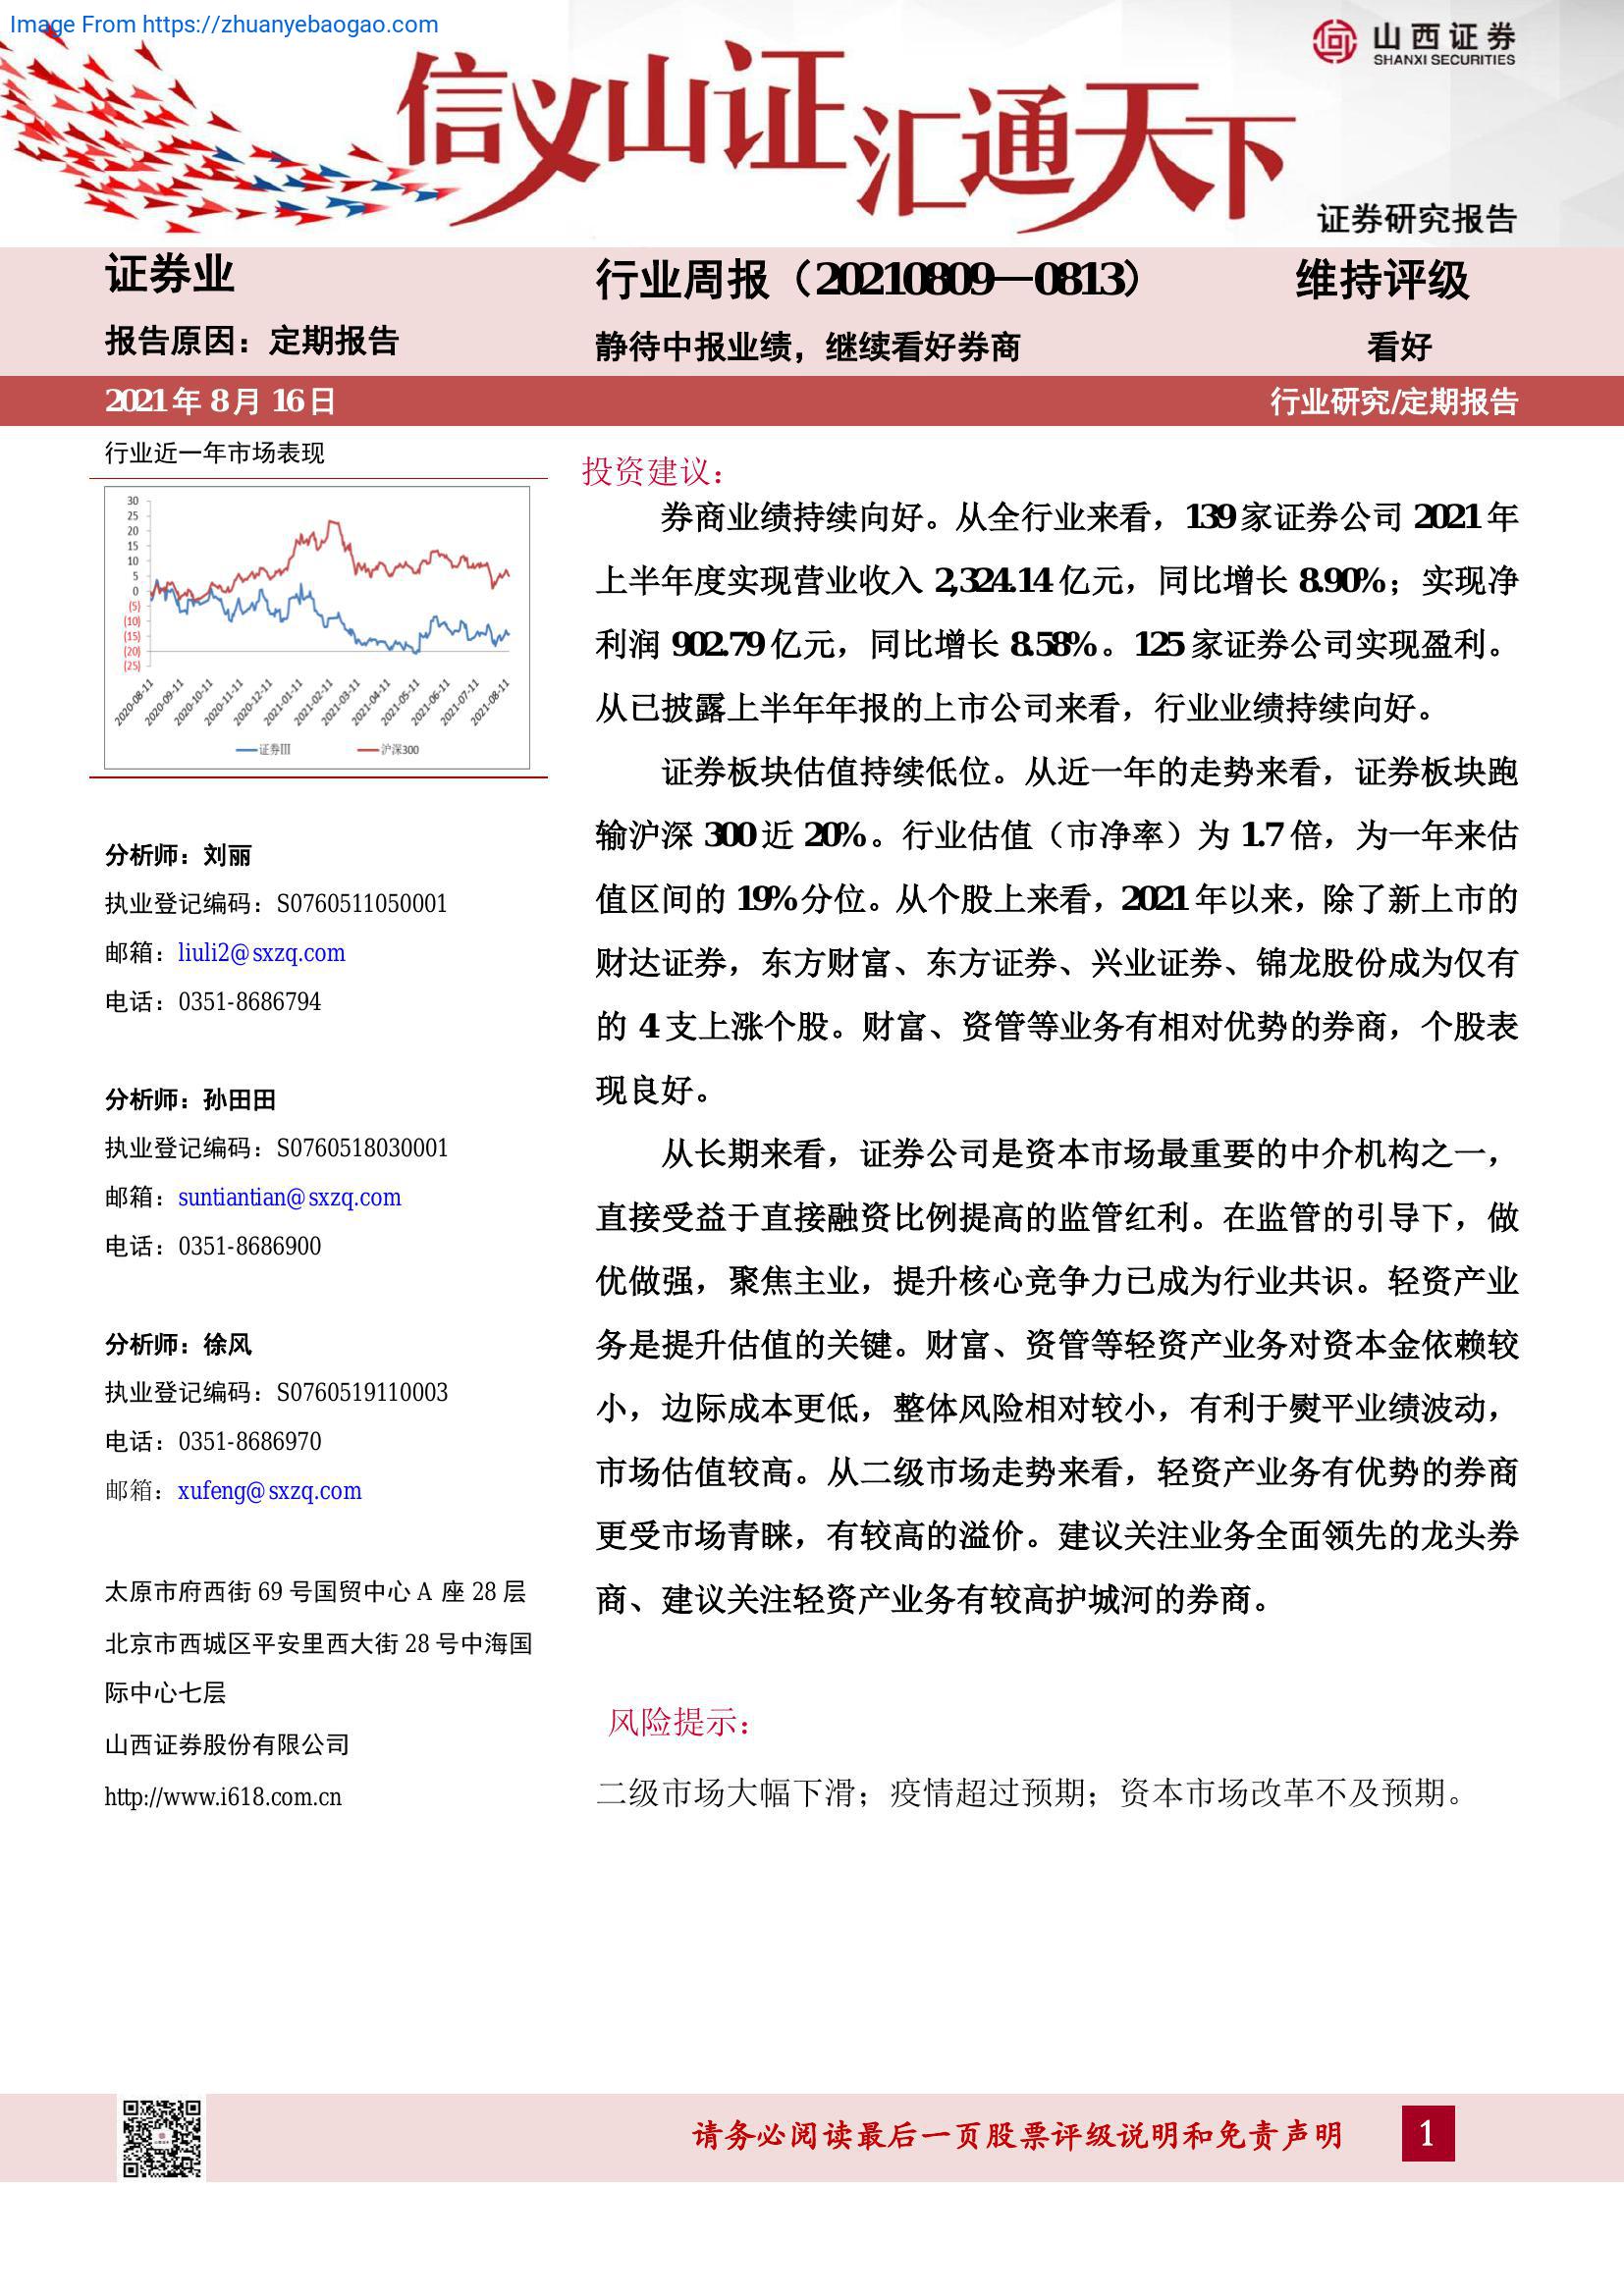 Image From https://zhuanyebaogao.com
山西证券
SHANXI SECURITIES
信义山证汇通天下
证券研究报告
证券业
报告原因：定期报告
行业周报（20210809—0813）
静待中报业绩，继续看好券商
维持评级
看好
2021 年 8 月 16 日
行业研究/定期报告
行业近一年市场表现
30
25
20
15
10
5
0
(5)
(10)
(15)
(20)
(25)
2020-08-11
2020-09-11
2020-10-11
2020-11-11
2020-12-11
2021-01-11
2021-02-11
2021-03-11
2021-04-11
2021-05-11
2021-06-11
2021-07-11
2021-08-11
证券III
沪深300
分析师：刘丽
执业登记编码：S0760511050001
邮箱：liuli2@sxzq.com
电话：0351-8686794
分析师：孙田田
执业登记编码：S0760518030001
邮箱：suntiantian@sxzq.com
电话：0351-8686900
分析师：徐风
执业登记编码：S0760519110003
电话：0351-8686970
邮箱：xufeng@sxzq.com
太原市府西街 69 号国贸中心 A 座 28 层
北京市西城区平安里西大街 28 号中海国
际中心七层
山西证券股份有限公司
http://www.i618.com.cn
投资建议：
券商业绩持续向好。从全行业来看，139 家证券公司 2021 年
上半年度实现营业收入 2,324.14 亿元，同比增长 8.90%；实现净
利润 902.79 亿元，同比增长 8.58%。125 家证券公司实现盈利。
从已披露上半年年报的上市公司来看，行业业绩持续向好。
证券板块估值持续低位。从近一年的走势来看，证券板块跑
输沪深 300 近 20%。行业估值（市净率）为 1.7 倍，为一年来估
值区间的 19%分位。从个股上来看，2021 年以来，除了新上市的
财达证券，东方财富、东方证券、兴业证券、锦龙股份成为仅有
的 4 支上涨个股。财富、资管等业务有相对优势的券商，个股表
现良好。
从长期来看，证券公司是资本市场最重要的中介机构之一，
直接受益于直接融资比例提高的监管红利。在监管的引导下，做
优做强，聚焦主业，提升核心竞争力已成为行业共识。轻资产业
务是提升估值的关键。财富、资管等轻资产业务对资本金依赖较
小，边际成本更低，整体风险相对较小，有利于熨平业绩波动，
市场估值较高。从二级市场走势来看，轻资产业务有优势的券商
更受市场青睐，有较高的溢价。建议关注业务全面领先的龙头券
商、建议关注轻资产业务有较高护城河的券商。
风险提示：
二级市场大幅下滑；疫情超过预期；资本市场改革不及预期。
请务必阅读最后一页股票评级说明和免责声明
1